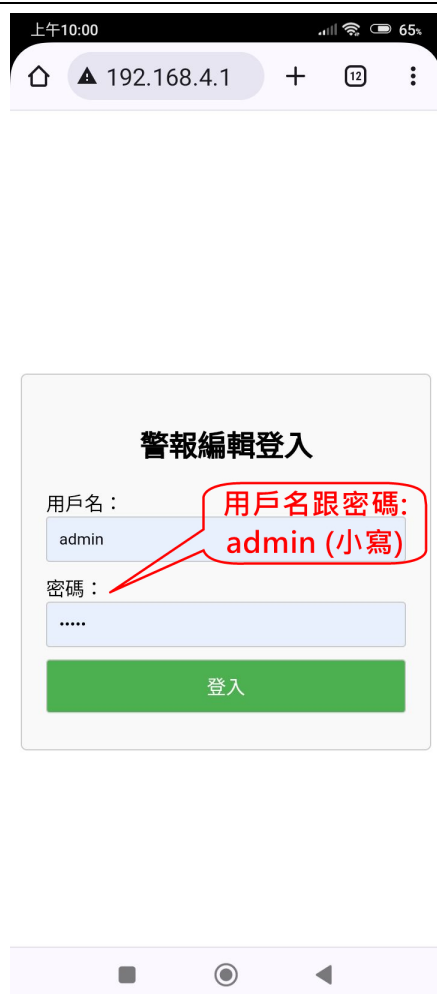 上午10:00 65%
192.168.4.1 12
警報編輯登入
用戶名：
用戶名跟密碼:
admin
admin (小寫)
密碼：
•••••
登入